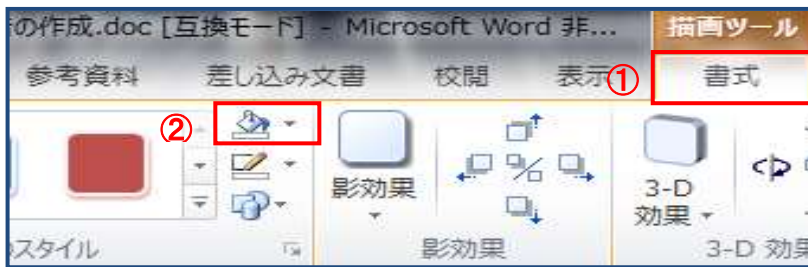 の作成.doc [互換モード] - Microsoft Word 非... 描画ツール
参考資料 差し込み文書 校閲 表示 ① 書式
②
影効果
3-D
効果
スタイル 影効果 3-D 効